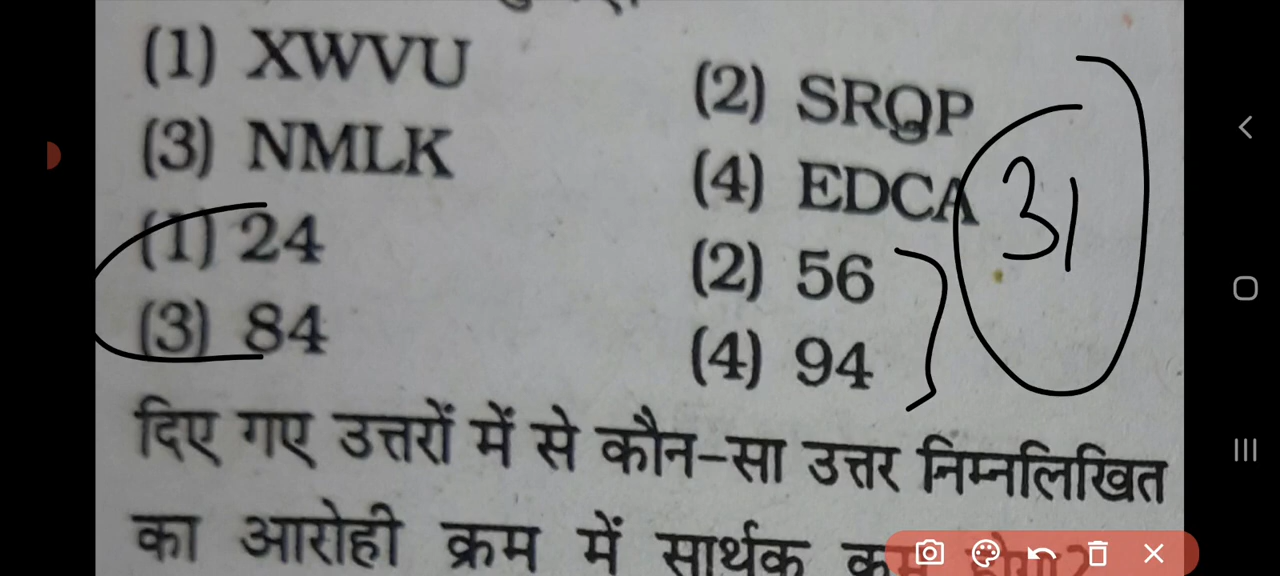 (1) XWVU (2) SRQP
(3) NMLK (4) EDCA
(1) 24 (2) 56
(3) 84 (4) 94
31
दिए गए उत्तरों में से कौन-सा उत्तर निम्नलिखित
का आरोही क्रम में सार्थक क्रम होगा?